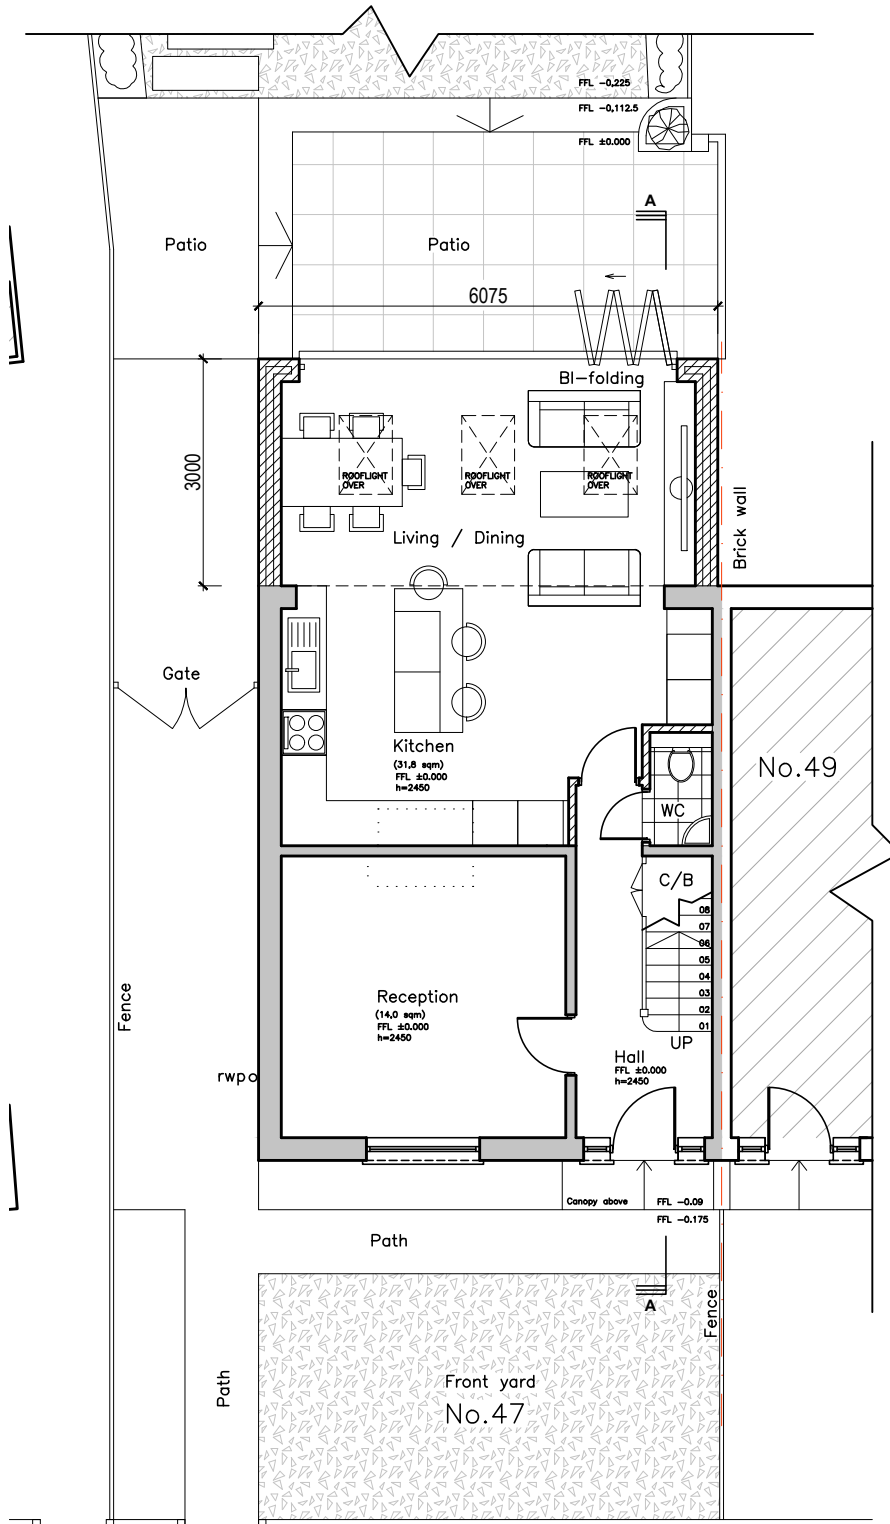 FFL -0,225
FFL -0,112.5
FFL ±0.000
A
Patio
Patio
6075
BI-folding
3000
ROOFLIGHT
OVER
ROOFLIGHT
OVER
ROOFLIGHT
OVER
Living / Dining
Brick wall
Gate
Kitchen
(31,8 sqm)
FFL ±0.000
h=2450
No.49
WC
C/B
08
07
06
05
04
03
02
01
UP
Reception
(14,0 sqm)
FFL ±0.000
h=2450
Fence
Hall
FFL ±0.000
h=2450
rwpo
Canopy above
FFL -0.09
FFL -0.175
Path
A
Fence
Path
Front yard
No.47